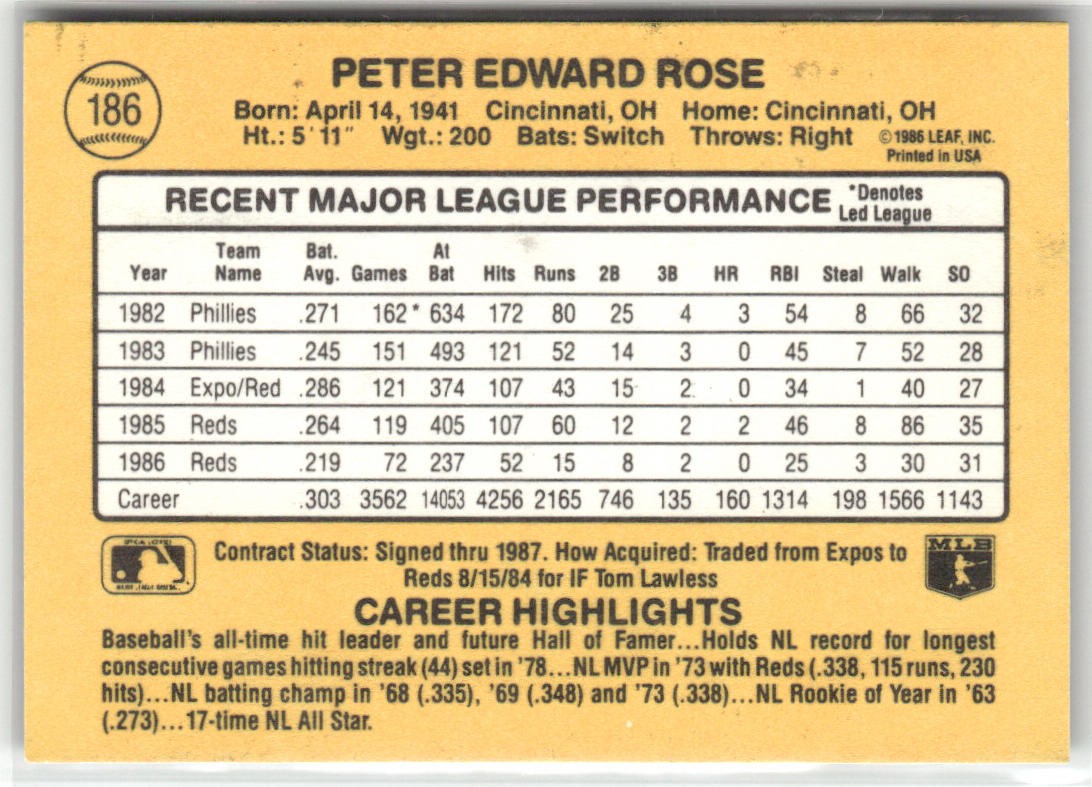 PETER EDWARD ROSE
186
Born: April 14, 1941 Cincinnati, OH Home: Cincinnati, OH
Ht.: 5'11" Wgt.: 200 Bats: Switch Throws: Right ©1986 LEAF, INC.
Printed in USA
RECENT MAJOR LEAGUE PERFORMANCE *Denotes
Led League
Team Bat. At
Year Name Avg. Games Bat Hits Runs 2B 3B HR RBI Steal Walk SO
1982 Phillies .271 162* 634 172 80 25 4 3 54 8 66 32
1983 Phillies .245 151 493 121 52 14 3 0 45 7 52 28
1984 Expo/Red .286 121 374 107 43 15 2 0 34 1 40 27
1985 Reds .264 119 405 107 60 12 2 2 46 8 86 35
1986 Reds .219 72 237 52 15 8 2 0 25 3 30 31
Career .303 3562 14053 4256 2165 746 135 160 1314 198 1566 1143
Contract Status: Signed thru 1987. How Acquired: Traded from Expos to
Reds 8/15/84 for IF Tom Lawless
MLB
CAREER HIGHLIGHTS
Baseball's all-time hit leader and future Hall of Famer...Holds NL record for longest
consecutive games hitting streak (44) set in '78...NL MVP in '73 with Reds (.338, 115 runs, 230
hits)...NL batting champ in '68 (.335), '69 (.348) and '73 (.338)...NL Rookie of Year in '63
(.273)...17-time NL All Star.